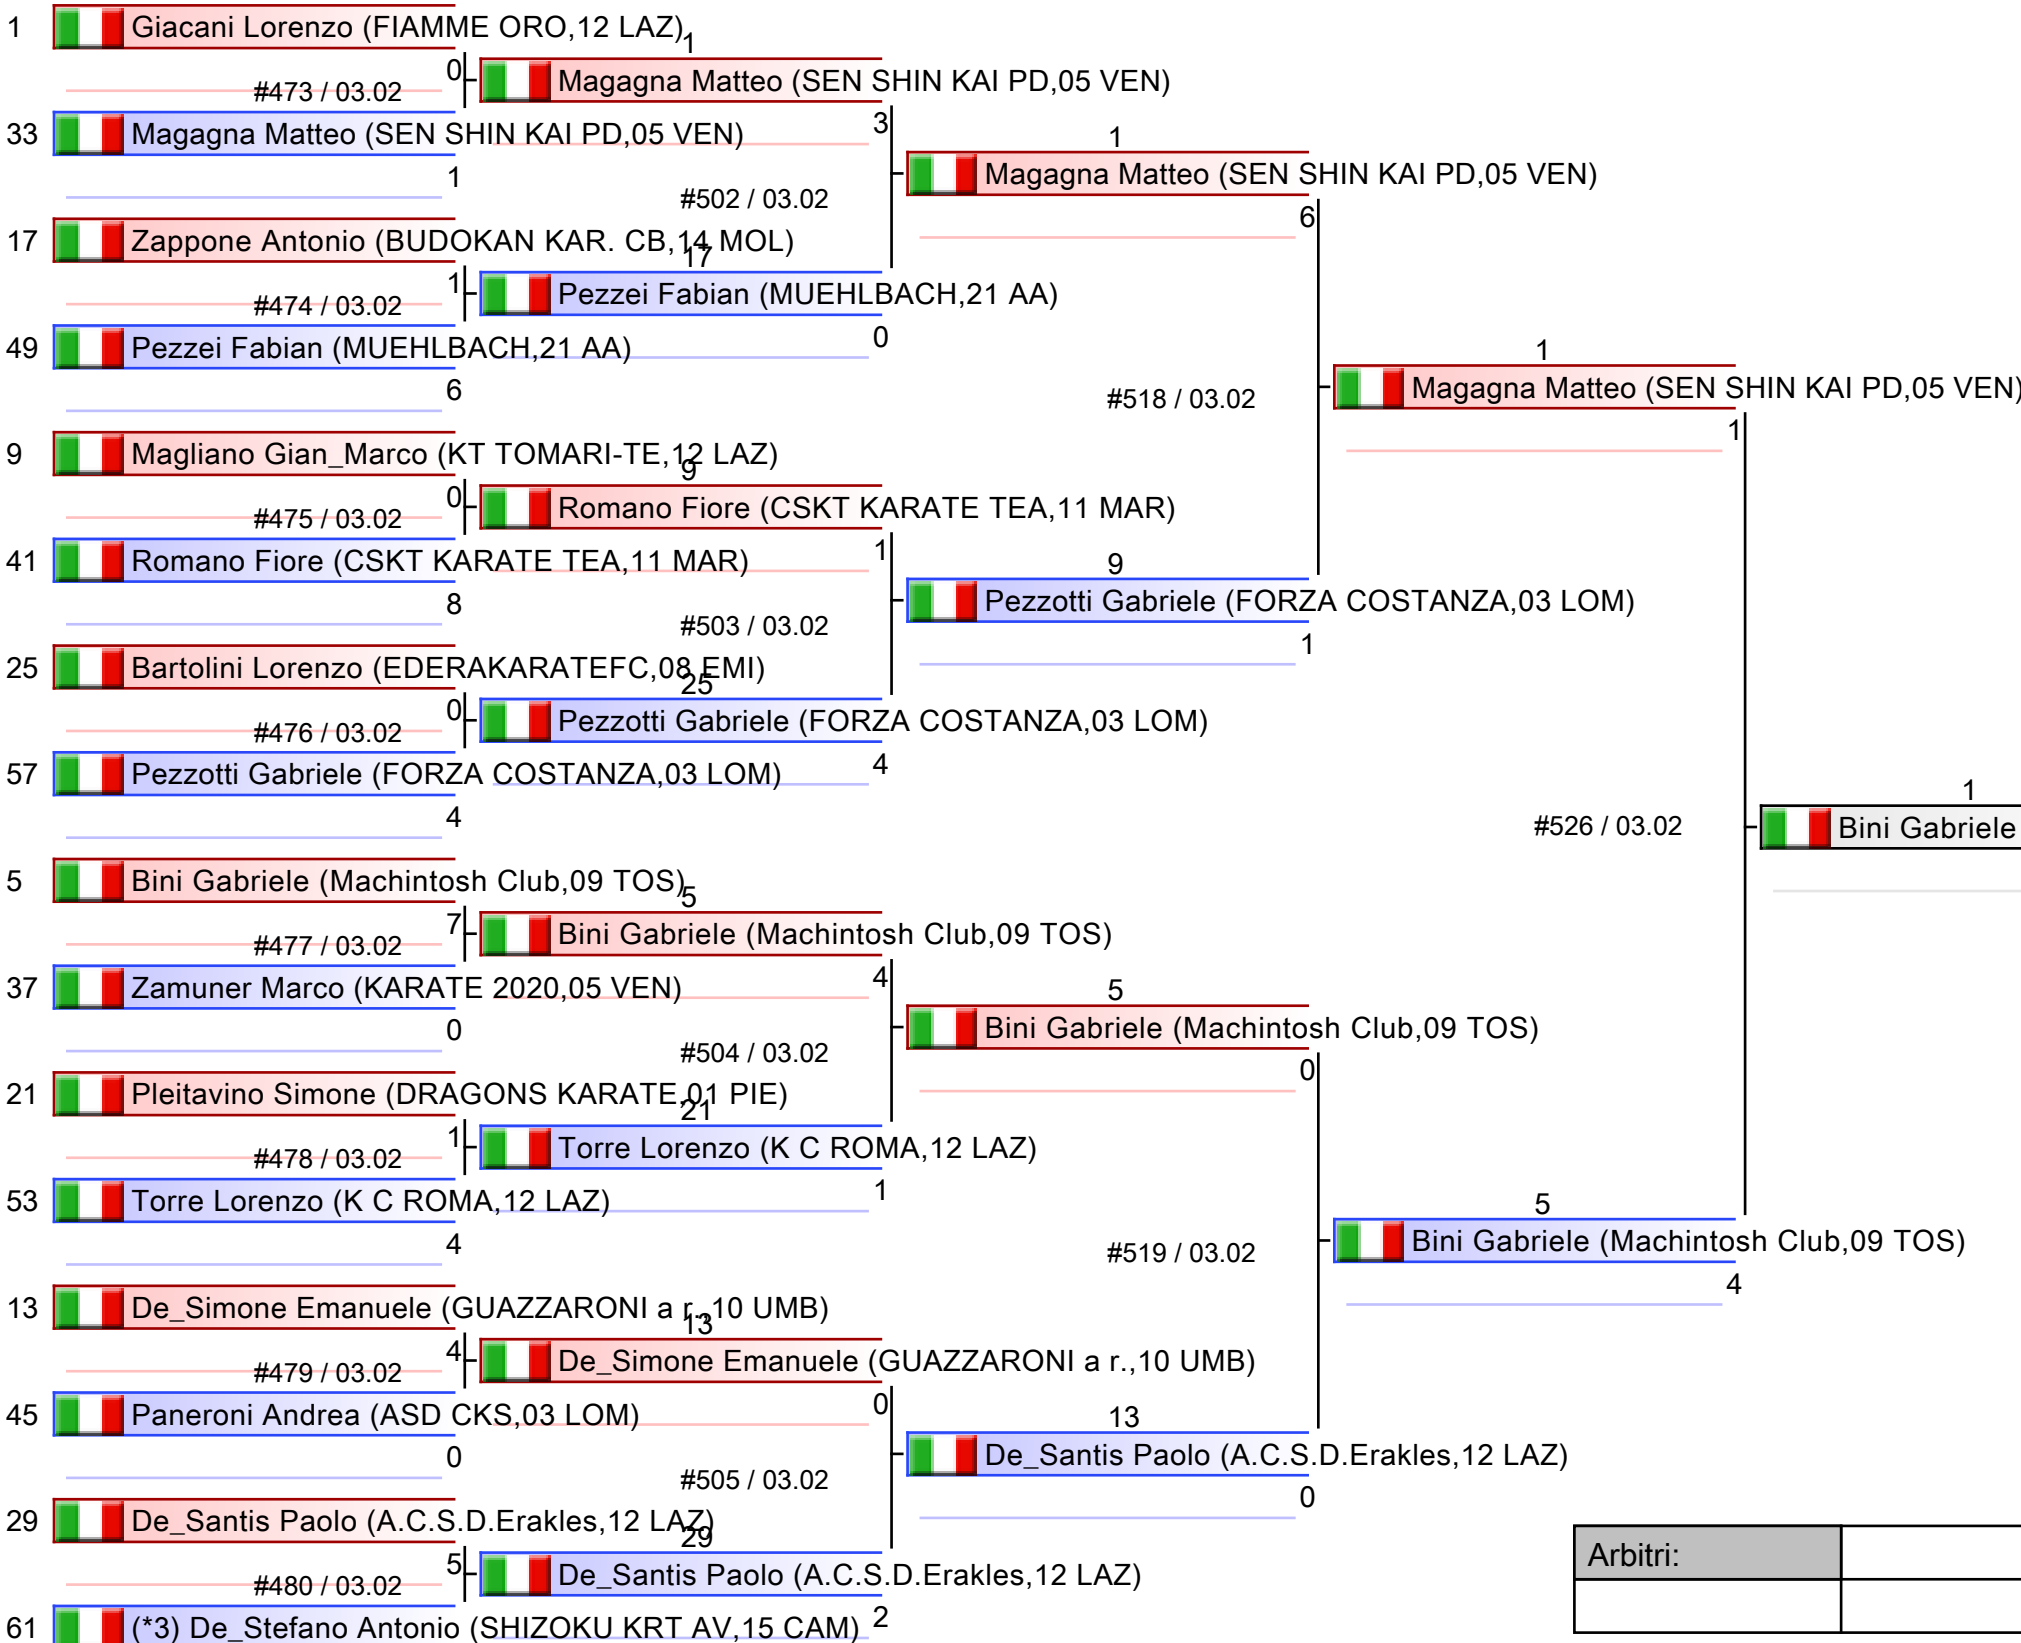 1 Giacani Lorenzo (FIAMME ORO,12 LAZ)
0
#473 / 03.02
33 Magagna Matteo (SEN SHIN KAI PD,05 VEN)
1
17 Zappone Antonio (BUDOKAN KAR. CB,14 MOL)
1
#474 / 03.02
49 Pezzei Fabian (MUEHLBACH,21 AA)
6
9 Magliano Gian_Marco (KT TOMARI-TE,12 LAZ)
0
#475 / 03.02
41 Romano Fiore (CSKT KARATE TEA,11 MAR)
8
25 Bartolini Lorenzo (EDERAKARATEFC,08 EMI)
0
#476 / 03.02
57 Pezzotti Gabriele (FORZA COSTANZA,03 LOM)
4
5 Bini Gabriele (Machintosh Club,09 TOS)
7
#477 / 03.02
37 Zamuner Marco (KARATE 2020,05 VEN)
0
21 Pleitavino Simone (DRAGONS KARATE,01 PIE)
1
#478 / 03.02
53 Torre Lorenzo (K C ROMA,12 LAZ)
4
13 De_Simone Emanuele (GUAZZARONI a r.,10 UMB)
4
#479 / 03.02
45 Paneroni Andrea (ASD CKS,03 LOM)
0
29 De_Santis Paolo (A.C.S.D.Erakles,12 LAZ)
5
#480 / 03.02
61 (*3) De_Stefano Antonio (SHIZOKU KRT AV,15 CAM)
1
Magagna Matteo (SEN SHIN KAI PD,05 VEN)
3
#502 / 03.02
17
Pezzei Fabian (MUEHLBACH,21 AA)
0
9
Romano Fiore (CSKT KARATE TEA,11 MAR)
1
#503 / 03.02
25
Pezzotti Gabriele (FORZA COSTANZA,03 LOM)
4
5
Bini Gabriele (Machintosh Club,09 TOS)
4
#504 / 03.02
21
Torre Lorenzo (K C ROMA,12 LAZ)
1
13
De_Simone Emanuele (GUAZZARONI a r.,10 UMB)
0
#505 / 03.02
29
De_Santis Paolo (A.C.S.D.Erakles,12 LAZ)
2
1
Magagna Matteo (SEN SHIN KAI PD,05 VEN)
6
#518 / 03.02
9
Pezzotti Gabriele (FORZA COSTANZA,03 LOM)
1
5
Bini Gabriele (Machintosh Club,09 TOS)
0
#519 / 03.02
13
De_Santis Paolo (A.C.S.D.Erakles,12 LAZ)
0
1
Magagna Matteo (SEN SHIN KAI PD,05 VEN)
1
#526 / 03.02
5
Bini Gabriele (Machintosh Club,09 TOS)
4
1
Bini Gabriele
Arbitri: